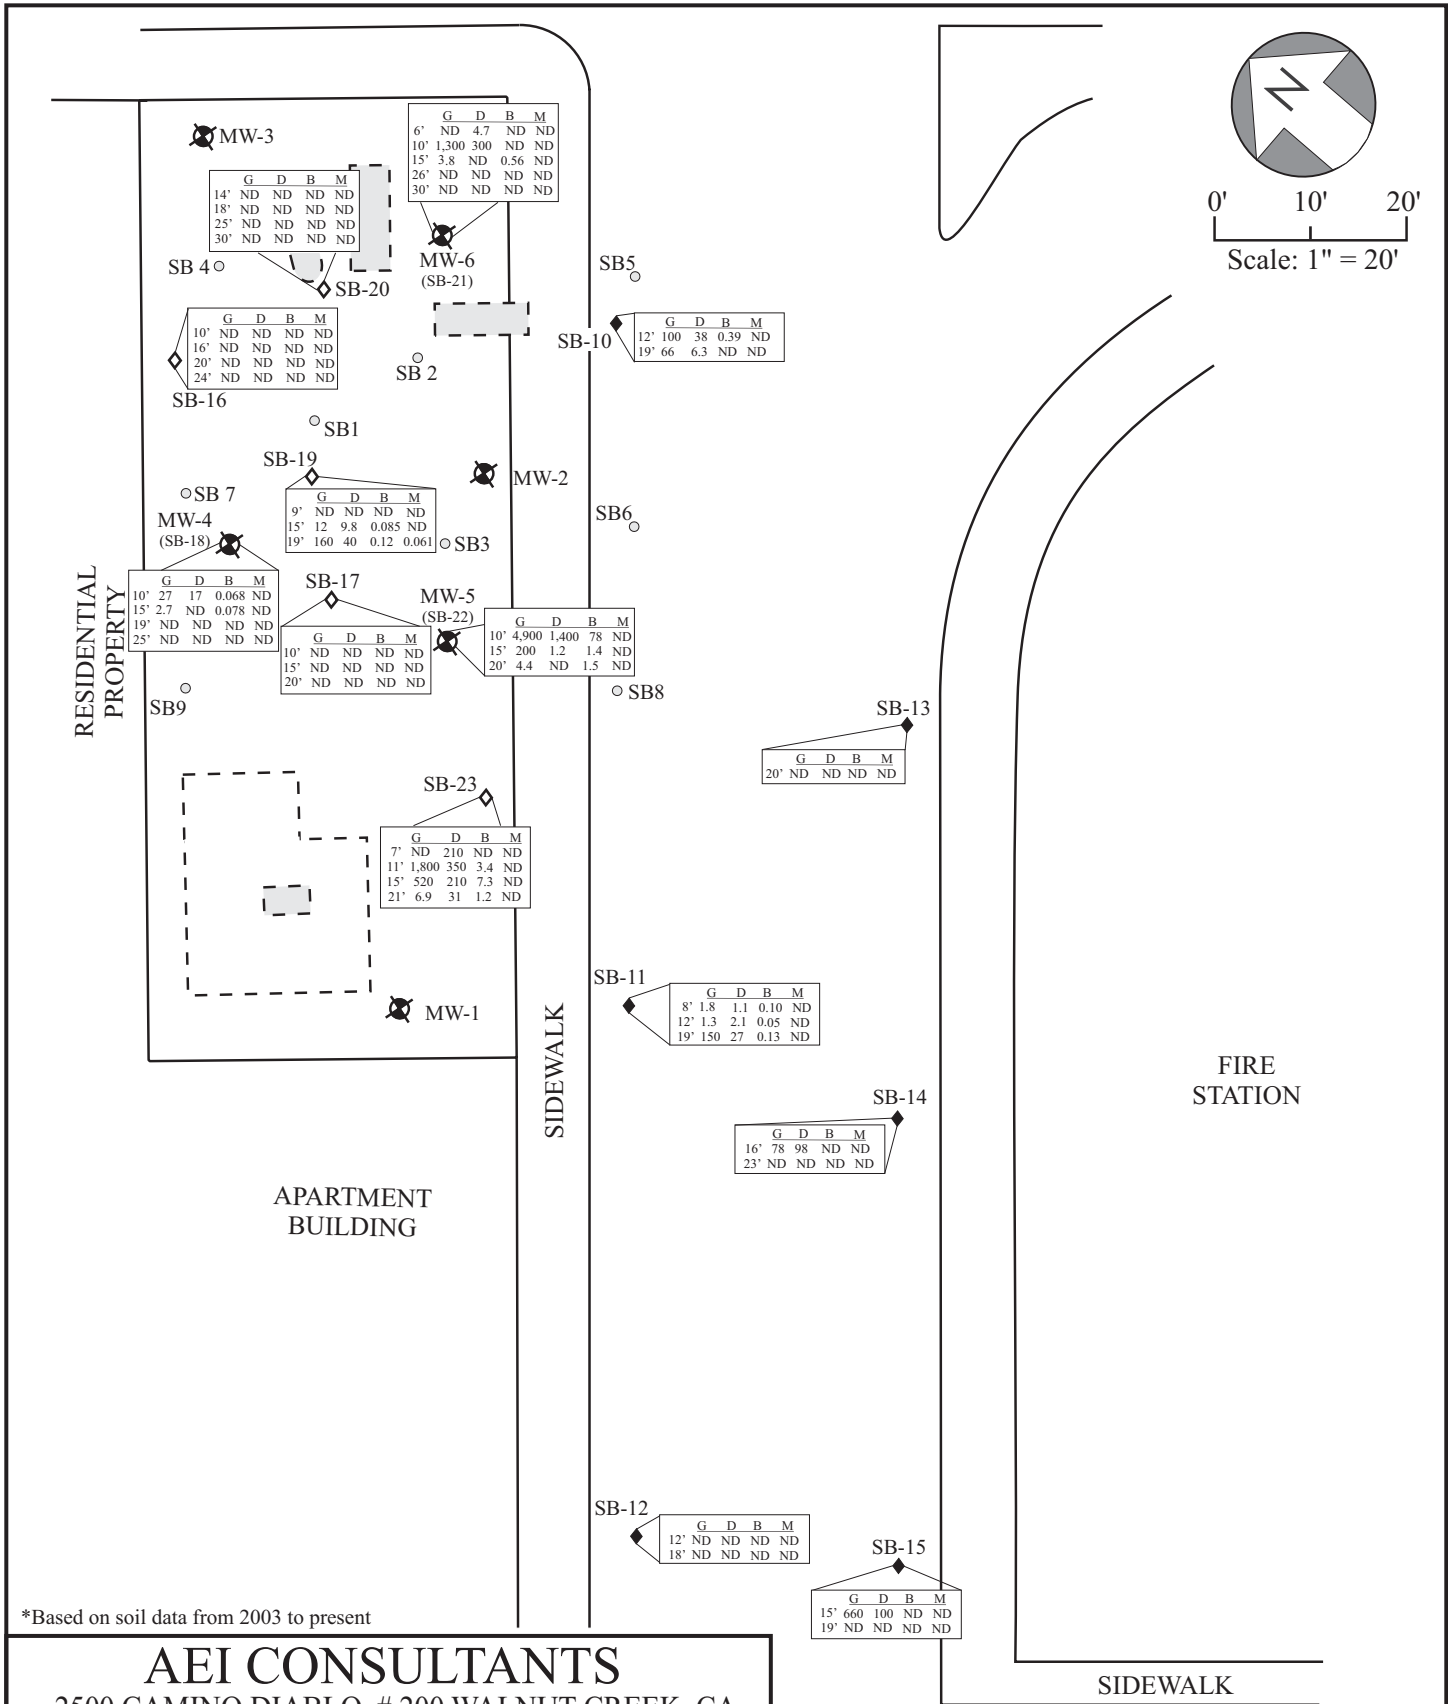 N
0' 10' 20'
Scale: 1" = 20'
MW-3
G D B M
6’ ND 4.7 ND ND
10’ 1,300 300 ND ND
15’ 3.8 ND 0.56 ND
26’ ND ND ND ND
30’ ND ND ND ND
MW-6
(SB-21)
G D B M
14’ ND ND ND ND
18’ ND ND ND ND
25’ ND ND ND ND
30’ ND ND ND ND
SB 4
SB-20
SB5
G D B M
10’ ND ND ND ND
16’ ND ND ND ND
20’ ND ND ND ND
24’ ND ND ND ND
SB-16
SB 2
SB-10
G D B M
12’ 100 38 0.39 ND
19’ 66 6.3 ND ND
SB1
SB-19
G D B M
9’ ND ND ND ND
15’ 12 9.8 0.085 ND
19’ 160 40 0.12 0.061
MW-2
SB 7
MW-4
(SB-18)
SB3
SB6
RESIDENTIAL
PROPERTY
G D B M
10’ 27 17 0.068 ND
15’ 2.7 ND 0.078 ND
19’ ND ND ND ND
25’ ND ND ND ND
SB-17
G D B M
10’ ND ND ND ND
15’ ND ND ND ND
20’ ND ND ND ND
MW-5
(SB-22)
G D B M
10’ 4,900 1,400 78 ND
15’ 200 1.2 1.4 ND
20’ 4.4 ND 1.5 ND
SB9
SB8
SB-13
G D B M
20’ ND ND ND ND
SB-23
G D B M
7’ ND 210 ND ND
11’ 1,800 350 3.4 ND
15’ 520 210 7.3 ND
21’ 6.9 31 1.2 ND
MW-1
SB-11
G D B M
8’ 1.8 1.1 0.10 ND
12’ 1.3 2.1 0.05 ND
19’ 150 27 0.13 ND
SIDEWALK
FIRE
STATION
SB-14
G D B M
16’ 78 98 ND ND
23’ ND ND ND ND
APARTMENT
BUILDING
SB-12
G D B M
12’ ND ND ND ND
18’ ND ND ND ND
SB-15
G D B M
15’ 660 100 ND ND
19’ ND ND ND ND
*Based on soil data from 2003 to present
AEI CONSULTANTS
2500 CAMINO DIABLO, # 200 WALNUT CREEK, CA
SIDEWALK